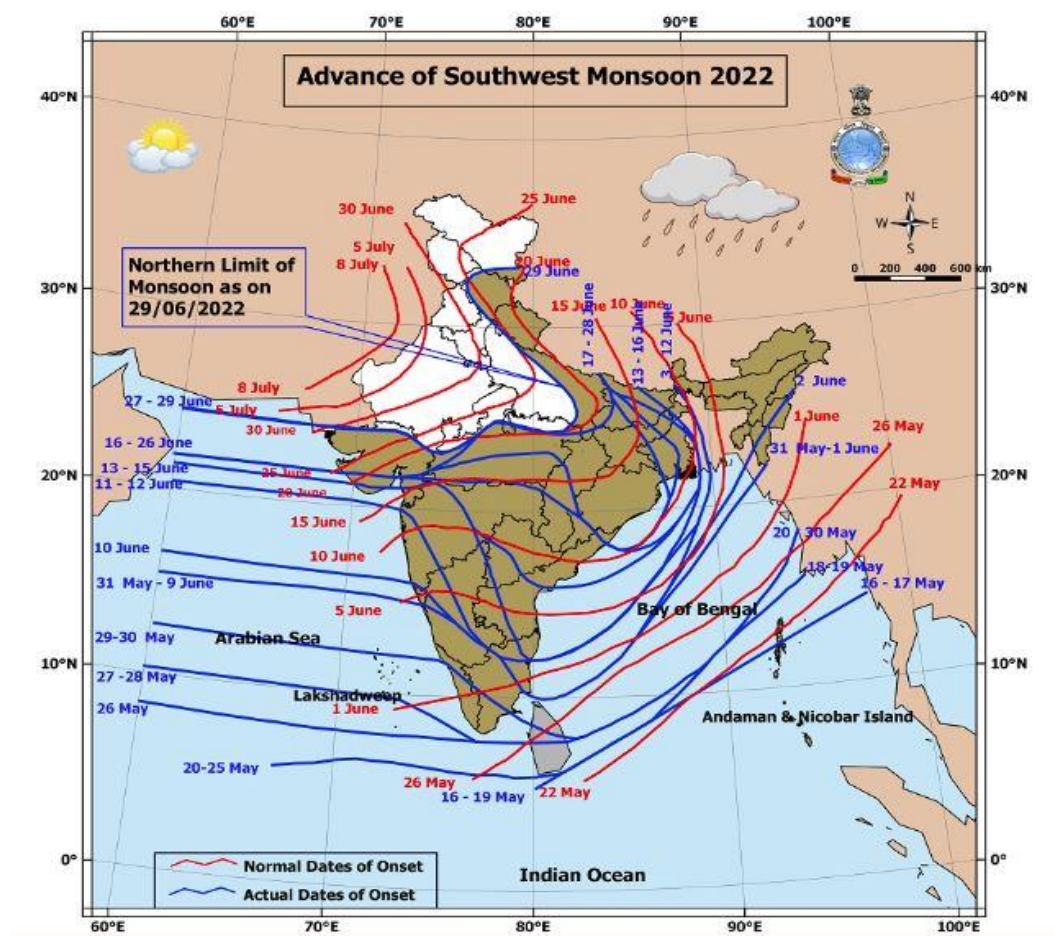 60°E 70°E 80°E 90°E 100°E
Advance of Southwest Monsoon 2022
40°N 40°N
N
W E
S
0 200 400 600 km
25 June
30 June
5 July
8 July
20 June
29 June
Northern Limit of
Monsoon as on
29/06/2022
30°N 30°N
15 June 10 June 5 June
17 - 28 June
13 - 16 June
3 - 12 June
2 June
8 July
27 - 29 June 5 July
1 June
26 May
30 June
16 - 26 June
31 May-1 June
13 - 15 June
25 June
20°N 20°N
11 - 12 June
22 May
20 June
15 June
20 - 30 May
10 June
10 June
18-19 May
16 - 17 May
31 May - 9 June
5 June
Bay of Bengal
29-30 May
Arabian Sea
10°N 10°N
27 -28 May
Lakshadweep
1 June
26 May
Andaman & Nicobar Island
20-25 May
26 May
16 - 19 May
22 May
0° 0°
Normal Dates of Onset
Actual Dates of Onset
Indian Ocean
60°E 70°E 80°E 90°E 100°E